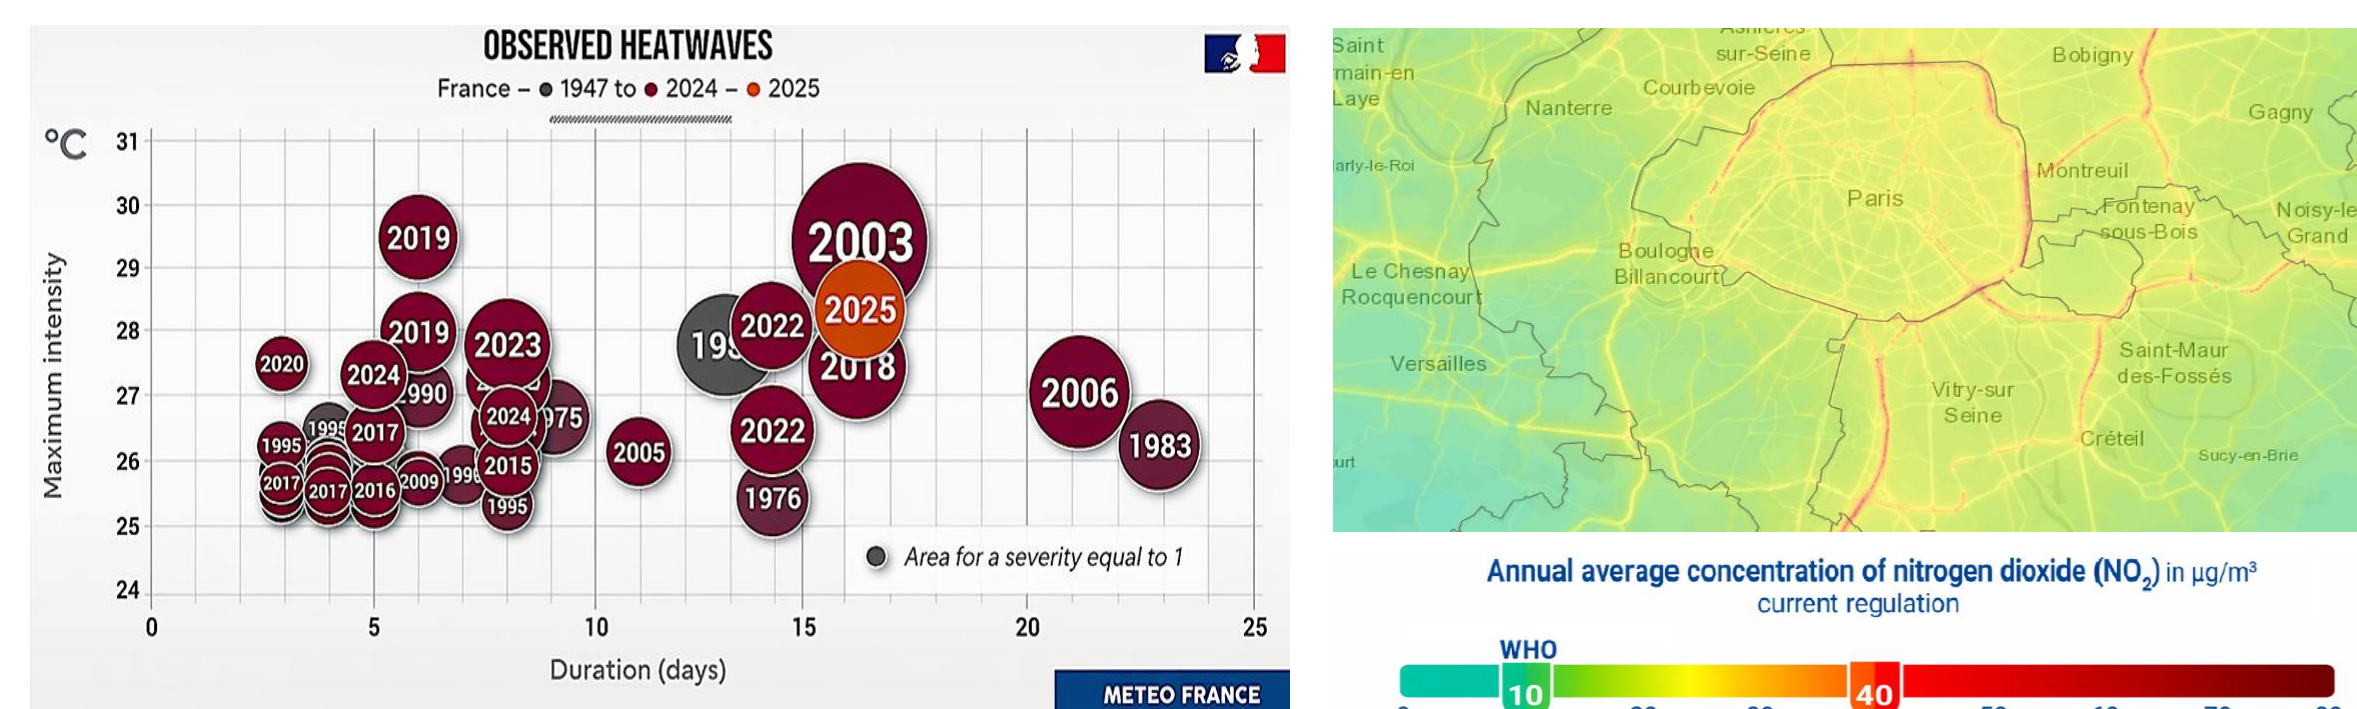 OBSERVED HEATWAVES
France – 1947 to 2024 – 2025
°C
31
30
29
28
27
26
25
24
Maximum intensity
2019
2003
2025
2019
2023
2022
2018
2020
2024
1990
2006
2024
1995
1995
2017
2005
2022
1983
2015
2017
2017
2016
2009
1995
1976
Area for a severity equal to 1
0 5 10 15 20 25
Duration (days)
METEO FRANCE
Saint
Laye
sur-Seine
Courbevoie
Nanterre
Bobigny
Gagny
Montreuil
Paris
Fontenay
sous-Bois
Grand
Boulogne
Billancourt
Le Chesnay
Rocquencourt
Versailles
Saint-Maur
des-Fossés
Vitry-sur
Seine
Créteil
Sucy-en-Brie
Annual average concentration of nitrogen dioxide (NO₂) in µg/m³
current regulation
WHO
10 40